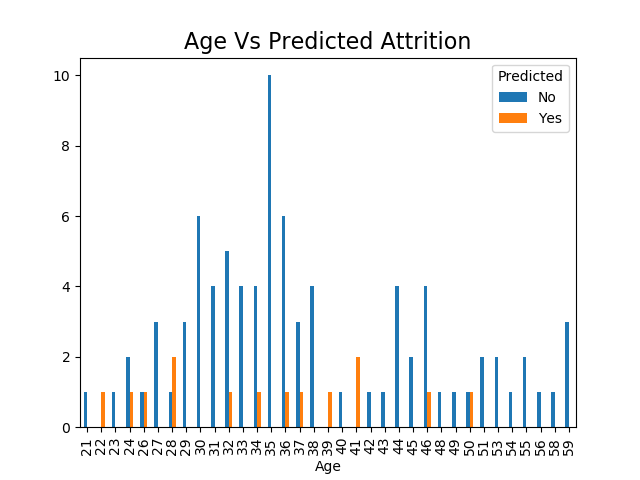 Age Vs Predicted Attrition
10
8
6
4
2
0
Predicted
No
Yes
21 22 23 24 26 27 28 29 30 31 32 33 34 35 36 37 38 39 40 41 42 43 44 45 46 48 49 50 51 53 54 55 56 58 59
Age